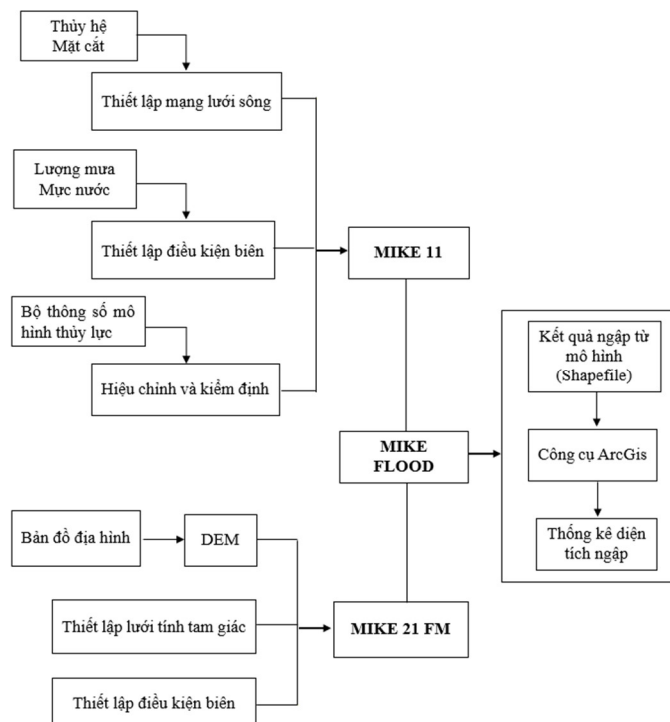 Thủy hệ
Mặt cắt
Thiết lập mạng lưới sông
Lượng mưa
Mực nước
Thiết lập điều kiện biên
MIKE 11
Bộ thông số mô
hình thủy lực
Hiệu chỉnh và kiểm định
Kết quả ngập từ
mô hình
(Shapefile)
MIKE
FLOOD
Công cụ ArcGis
Thống kê diện
tích ngập
Bản đồ địa hình
DEM
Thiết lập lưới tính tam giác
MIKE 21 FM
Thiết lập điều kiện biên